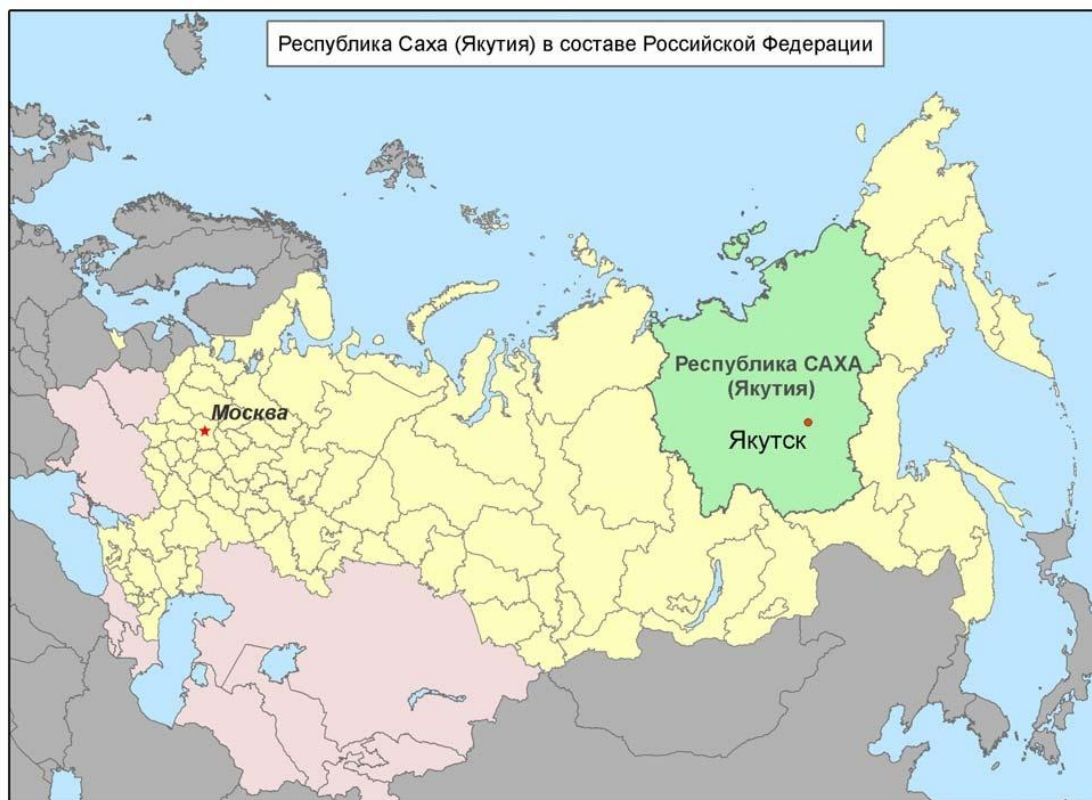 Республика Саха (Якутия) в составе Российской Федерации
Республика САХА
(Якутия)
Москва
Якутск